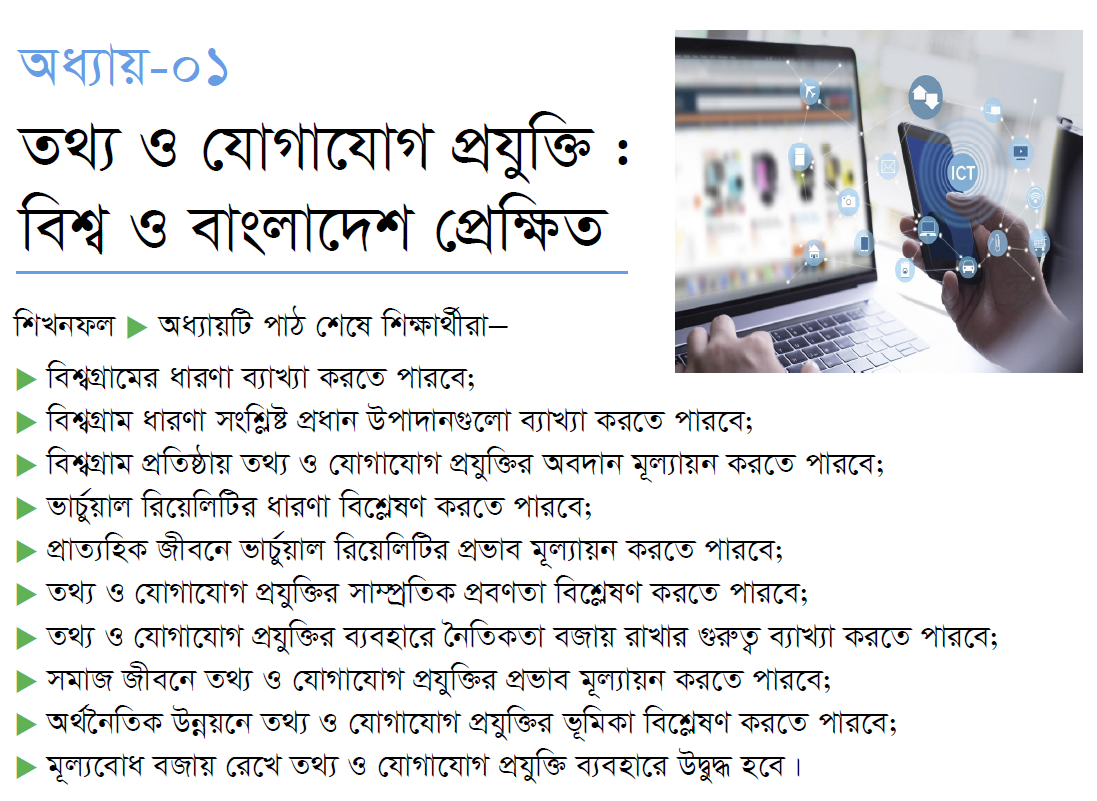 অধ্যায়-০১
তথ্য ও যোগাযোগ প্রযুক্তি :
বিশ্ব ও বাংলাদেশ প্রেক্ষিত
ICT
শিখনফল ▶ অধ্যায়টি পাঠ শেষে শিক্ষার্থীরা–
▶ বিশ্বগ্রামের ধারণা ব্যাখ্যা করতে পারবে;
▶ বিশ্বগ্রাম ধারণা সংশ্লিষ্ট প্রধান উপাদানগুলো ব্যাখ্যা করতে পারবে;
▶ বিশ্বগ্রাম প্রতিষ্ঠায় তথ্য ও যোগাযোগ প্রযুক্তির অবদান মূল্যায়ন করতে পারবে;
▶ ভার্চুয়াল রিয়েলিটির ধারণা বিশ্লেষণ করতে পারবে;
▶ প্রাত্যহিক জীবনে ভার্চুয়াল রিয়েলিটির প্রভাব মূল্যায়ন করতে পারবে;
▶ তথ্য ও যোগাযোগ প্রযুক্তির সাম্প্রতিক প্রবণতা বিশ্লেষণ করতে পারবে;
▶ তথ্য ও যোগাযোগ প্রযুক্তির ব্যবহারে নৈতিকতা বজায় রাখার গুরুত্ব ব্যাখ্যা করতে পারবে;
▶ সমাজ জীবনে তথ্য ও যোগাযোগ প্রযুক্তির প্রভাব মূল্যায়ন করতে পারবে;
▶ অর্থনৈতিক উন্নয়নে তথ্য ও যোগাযোগ প্রযুক্তির ভূমিকা বিশ্লেষণ করতে পারবে;
▶ মূল্যবোধ বজায় রেখে তথ্য ও যোগাযোগ প্রযুক্তি ব্যবহারে উদ্বুদ্ধ হবে।